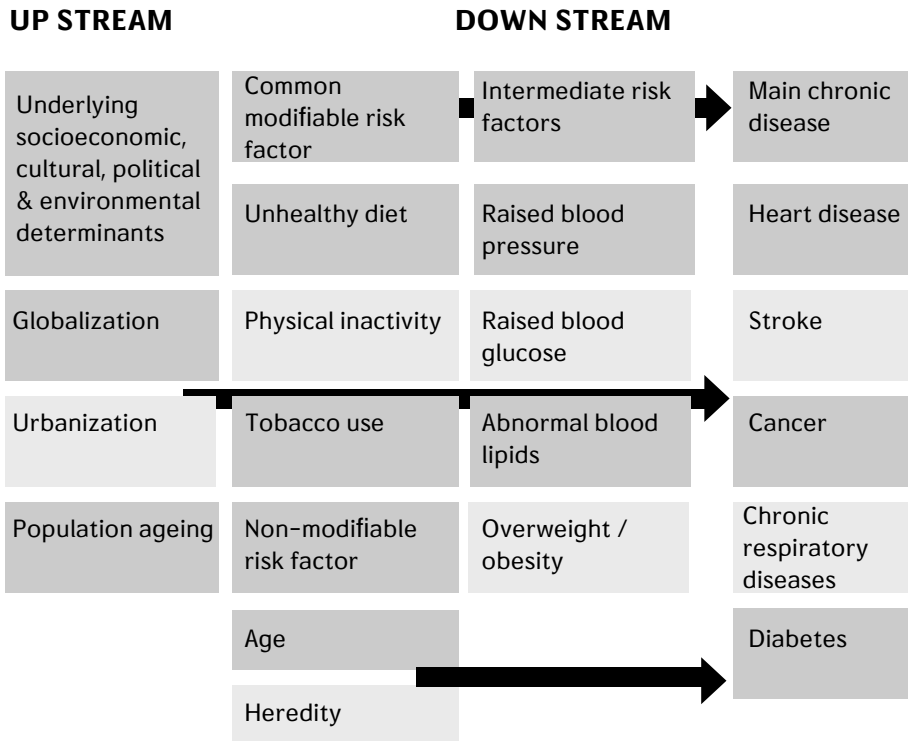 UP STREAM
DOWN STREAM
Underlying
socioeconomic,
cultural, political
& environmental
determinants
Common
modifiable risk
factor
Intermediate risk
factors
Main chronic
disease
Unhealthy diet
Raised blood
pressure
Heart disease
Globalization
Physical inactivity
Raised blood
glucose
Stroke
Urbanization
Tobacco use
Abnormal blood
lipids
Cancer
Population ageing
Non-modifiable
risk factor
Overweight /
obesity
Chronic
respiratory
diseases
Age
Diabetes
Heredity